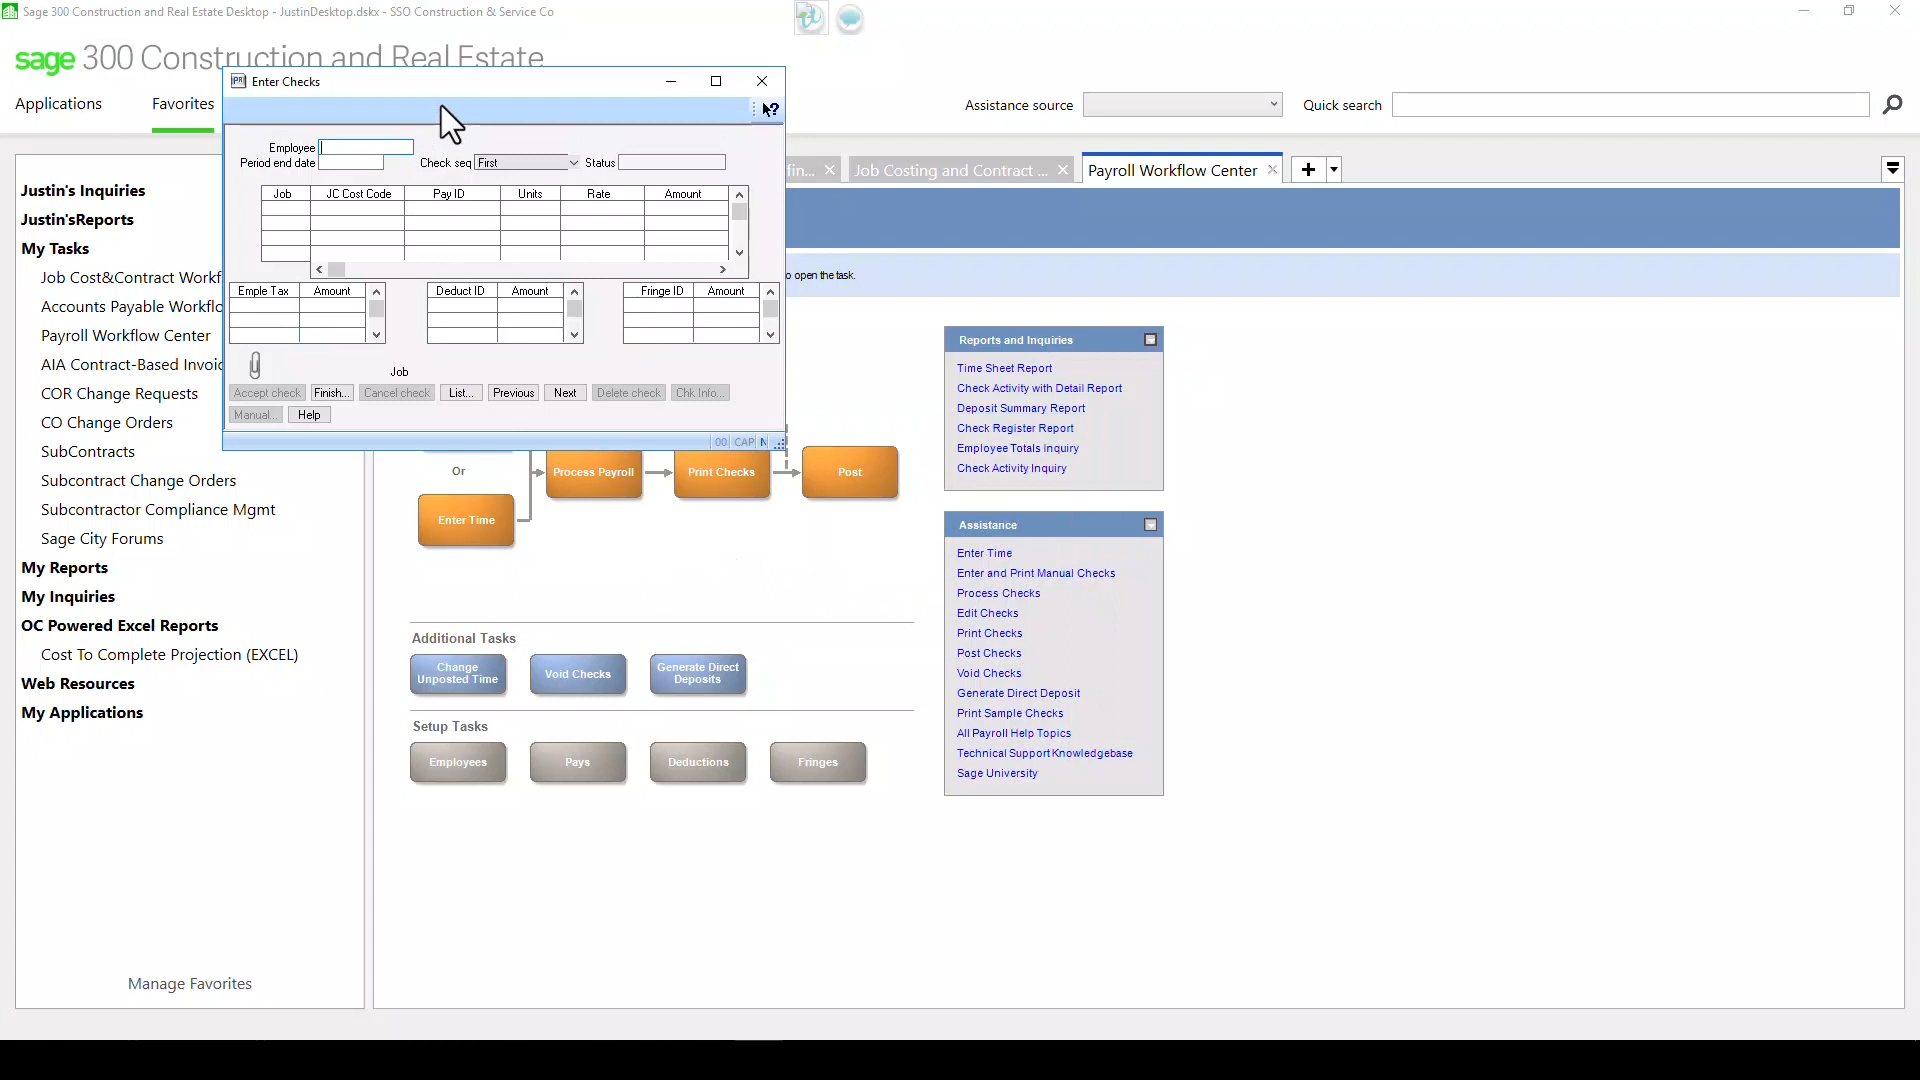 Sage 300 Construction and Real Estate Desktop - JustinDesktop.dskx - SSO Construction & Service Co
sage 300 Construction and Real Estate
Applications
Favorites
Assistance source
Quick search
Enter Checks
Employee
Period end date
Check seq First
Status
Job JC Cost Code Pay ID Units Rate Amount
Emple Tax Amount
Deduct ID Amount
Fringe ID Amount
Job
Accept check Finish... Cancel check List... Previous Next Delete check Chk Info...
Manual... Help
00 CAP N
fin...
Job Costing and Contract ...
Payroll Workflow Center
o open the task.
Justin's Inquiries
Justin'sReports
My Tasks
Job Cost&Contract Workf
Accounts Payable Workflo
Payroll Workflow Center
AIA Contract-Based Invoic
COR Change Requests
CO Change Orders
SubContracts
Subcontract Change Orders
Subcontractor Compliance Mgmt
Sage City Forums
My Reports
My Inquiries
OC Powered Excel Reports
Cost To Complete Projection (EXCEL)
Web Resources
My Applications
Manage Favorites
Or
Enter Time
Process Payroll
Print Checks
Post
Additional Tasks
Change
Unposted Time
Void Checks
Generate Direct
Deposits
Setup Tasks
Employees
Pays
Deductions
Fringes
Reports and Inquiries
Time Sheet Report
Check Activity with Detail Report
Deposit Summary Report
Check Register Report
Employee Totals Inquiry
Check Activity Inquiry
Assistance
Enter Time
Enter and Print Manual Checks
Process Checks
Edit Checks
Print Checks
Post Checks
Void Checks
Generate Direct Deposit
Print Sample Checks
All Payroll Help Topics
Technical Support Knowledgebase
Sage University